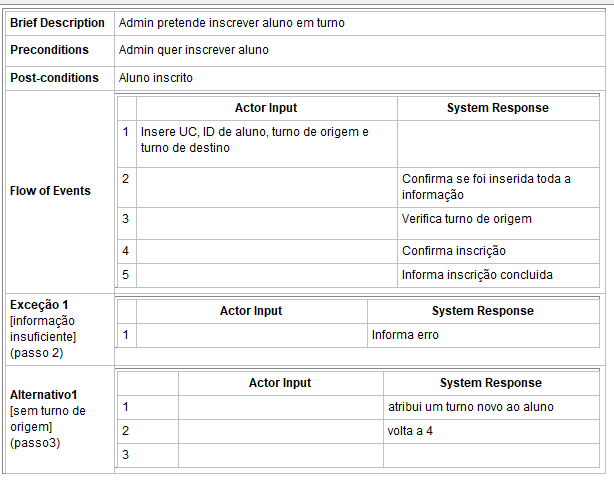 Brief Description Admin pretende inscrever aluno em turno
Preconditions Admin quer inscrever aluno
Post-conditions Aluno inscrito
Flow of Events
Actor Input System Response
1 Insere UC, ID de aluno, turno de origem e
turno de destino
2 Confirma se foi inserida toda a
informação
3 Verifica turno de origem
4 Confirma inscrição
5 Informa inscrição concluida
Exceção 1
[informação
insuficiente]
(passo 2)
Actor Input System Response
1 Informa erro
Alternativo1
[sem turno de
origem]
(passo3)
Actor Input System Response
1 atribui um turno novo ao aluno
2 volta a 4
3